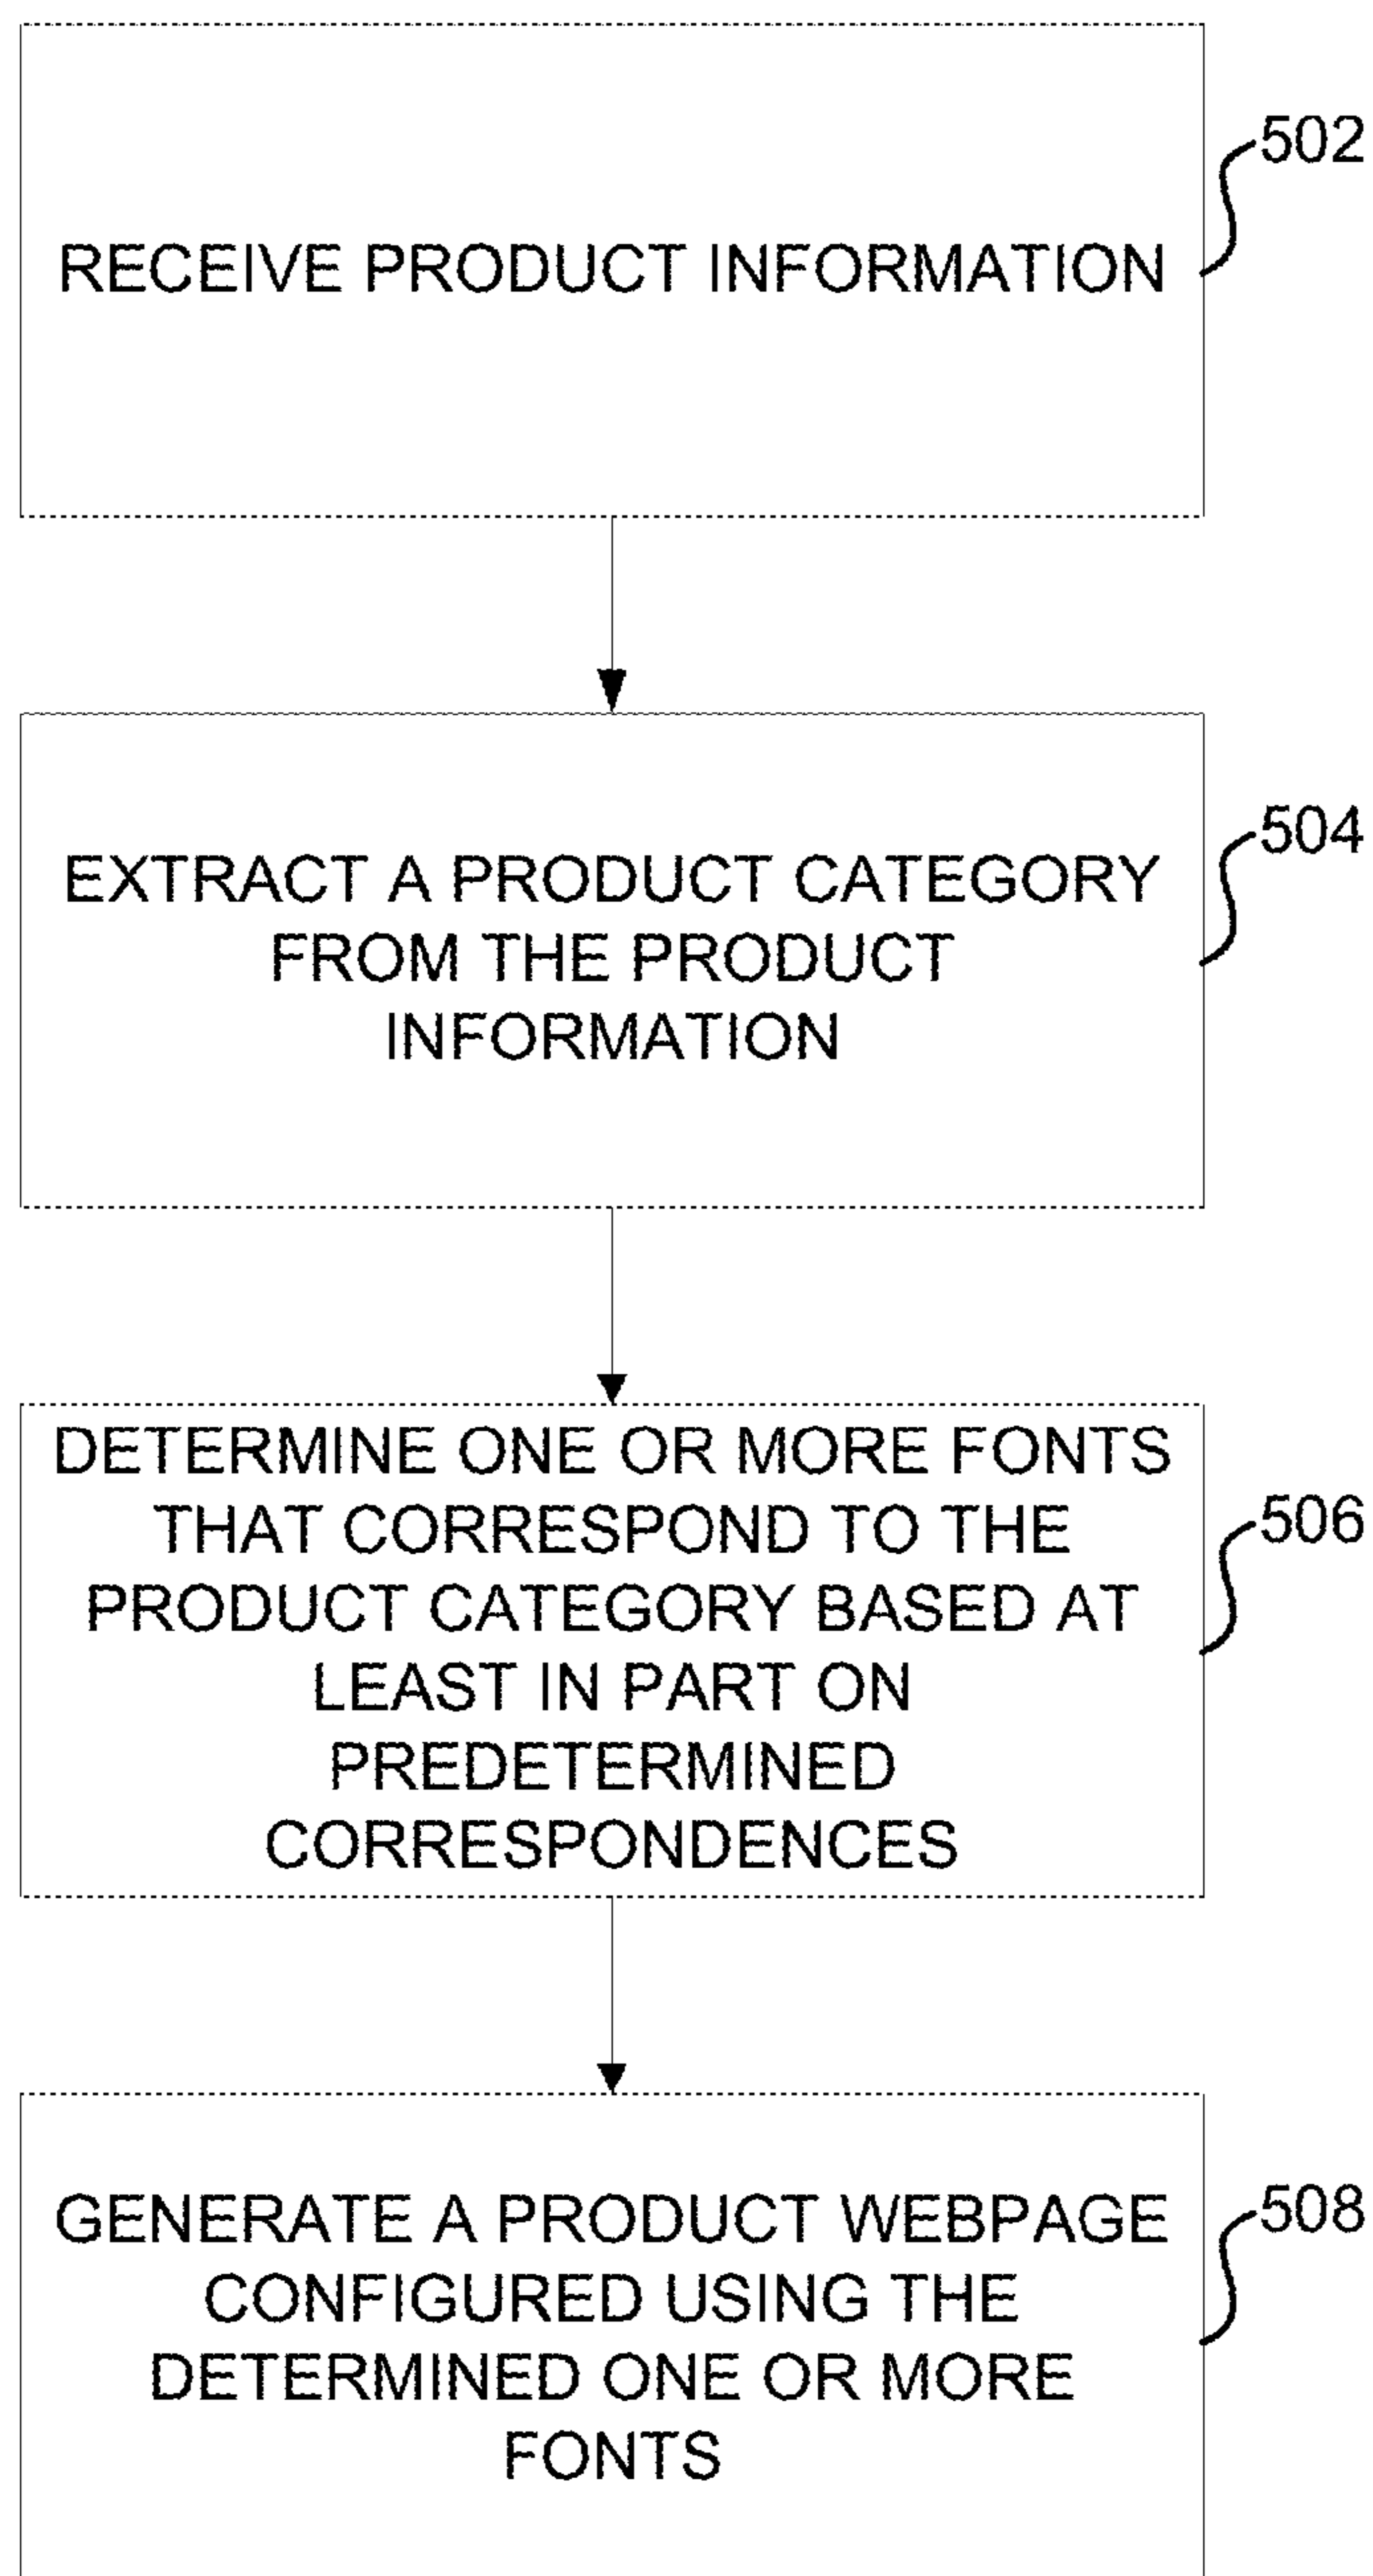 502
RECEIVE PRODUCT INFORMATION
504
EXTRACT A PRODUCT CATEGORY
FROM THE PRODUCT
INFORMATION
DETERMINE ONE OR MORE FONTS
THAT CORRESPOND TO THE
506
PRODUCT CATEGORY BASED AT
LEAST IN PART ON
PREDETERMINED
CORRESPONDENCES
508
GENERATE A PRODUCT WEBPAGE
CONFIGURED USING THE
DETERMINED ONE OR MORE
FONTS